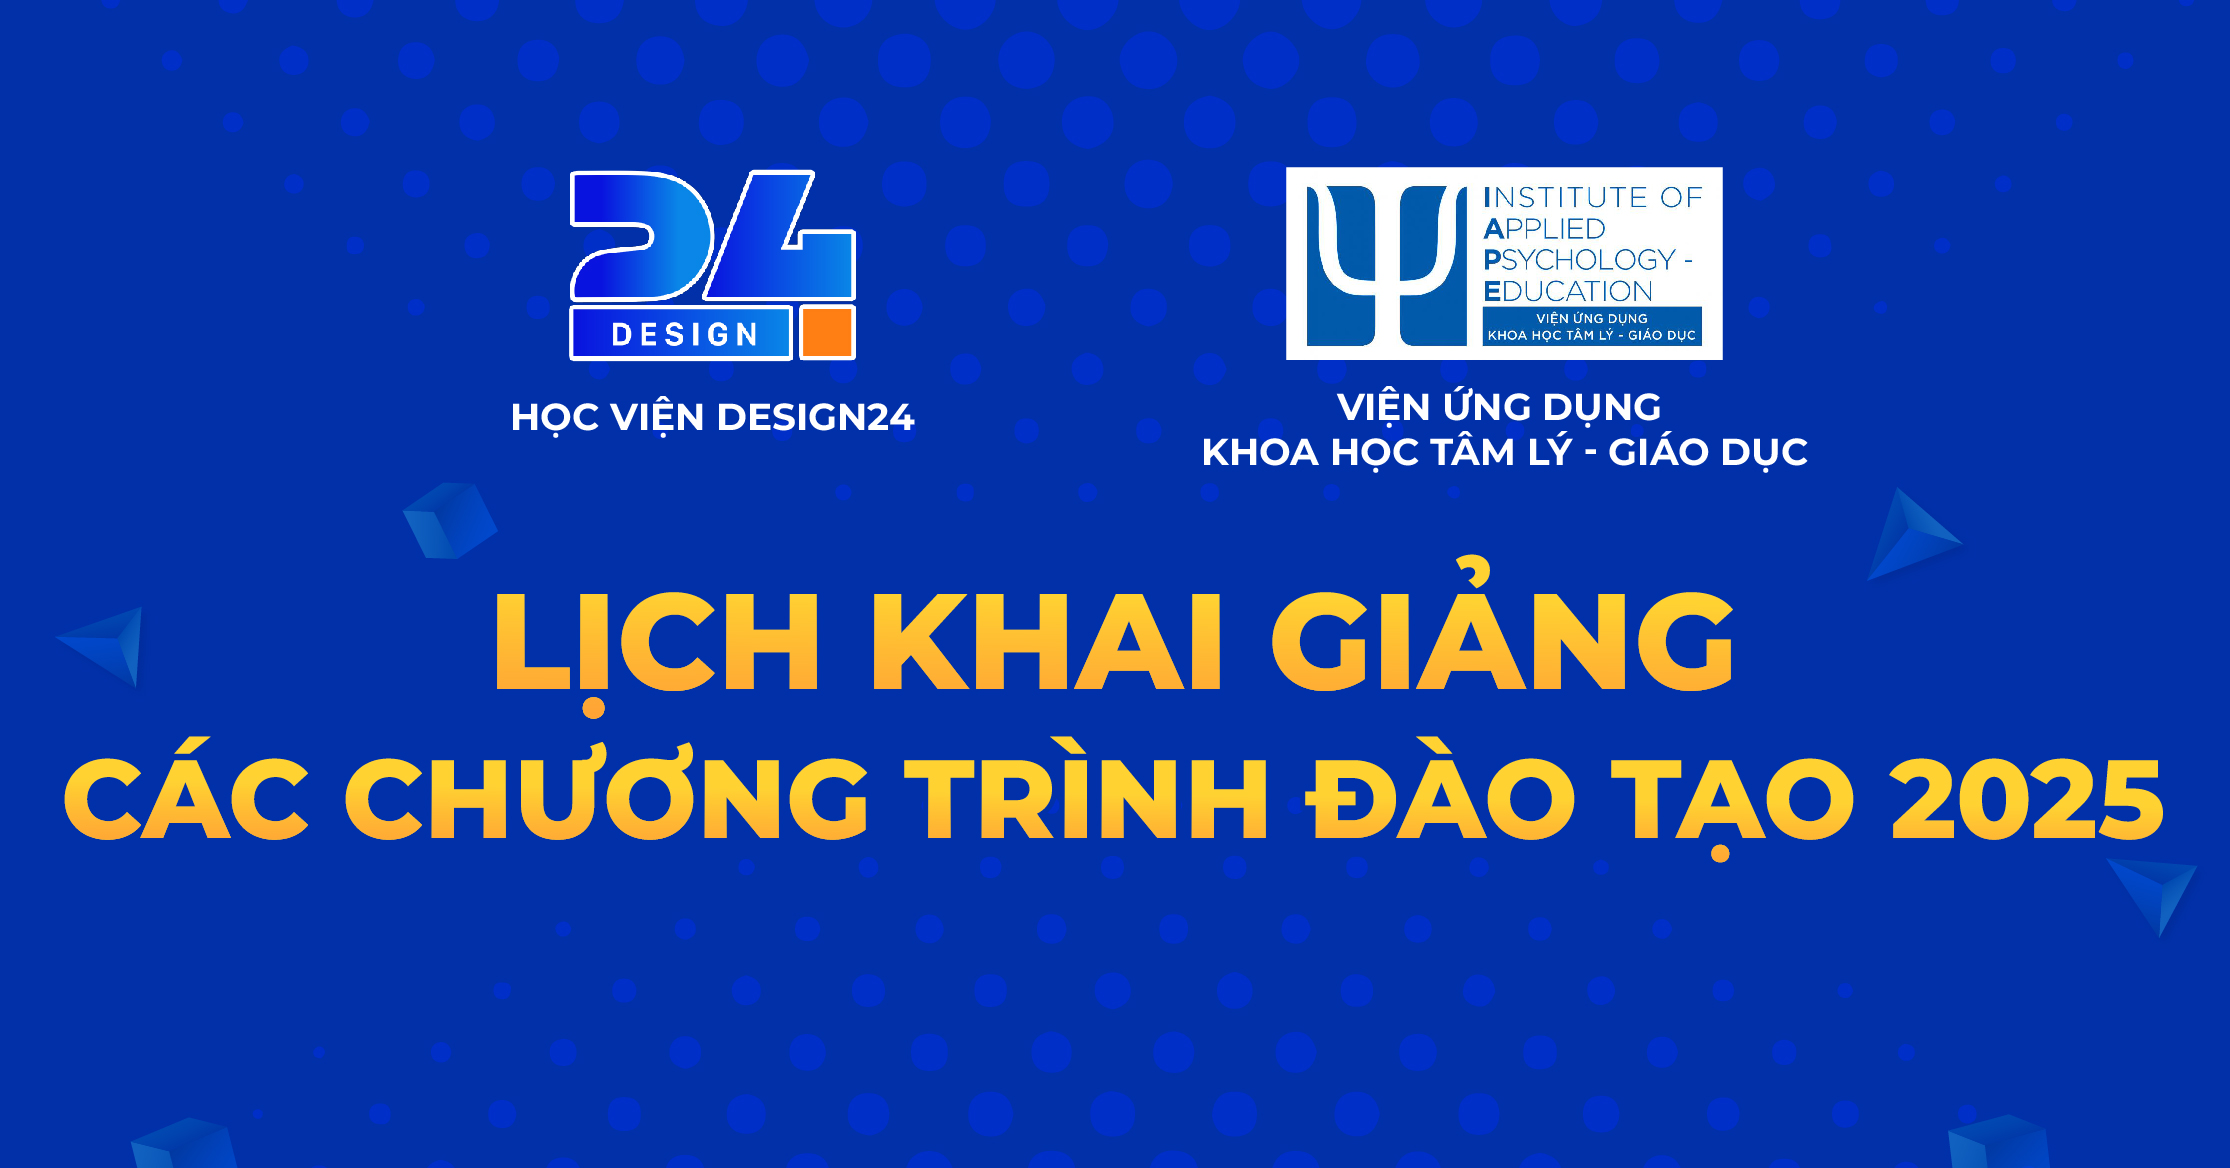 24
DESIGN
HỌC VIỆN DESIGN24
INSTITUTE OF
APPLIED
PSYCHOLOGY -
EDUCATION
VIỆN ỨNG DỤNG
KHOA HỌC TÂM LÝ - GIÁO DỤC
VIỆN ỨNG DỤNG
KHOA HỌC TÂM LÝ - GIÁO DỤC
LỊCH KHAI GIẢNG
CÁC CHƯƠNG TRÌNH ĐÀO TẠO 2025